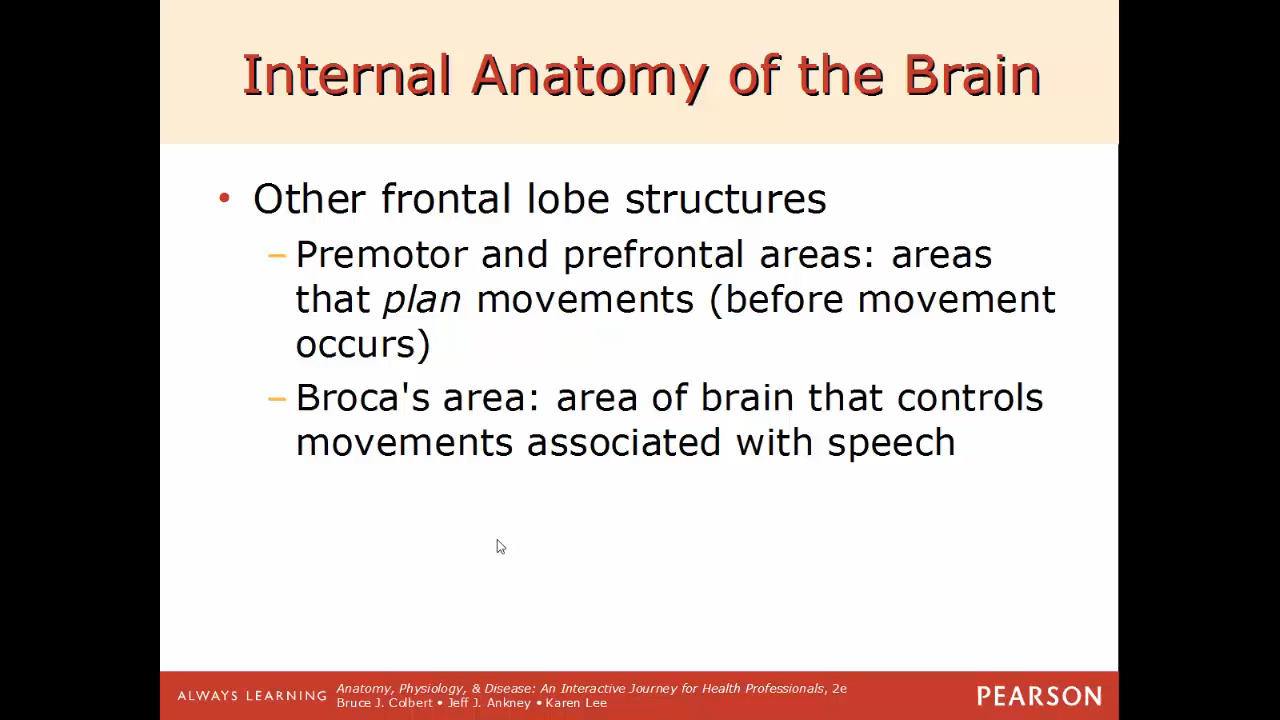 Internal Anatomy of the Brain
• Other frontal lobe structures
– Premotor and prefrontal areas: areas
that plan movements (before movement
occurs)
– Broca's area: area of brain that controls
movements associated with speech
ALWAYS LEARNING
Anatomy, Physiology, & Disease: An Interactive Journey for Health Professionals, 2e
Bruce J. Colbert • Jeff J. Ankney • Karen Lee
PEARSON